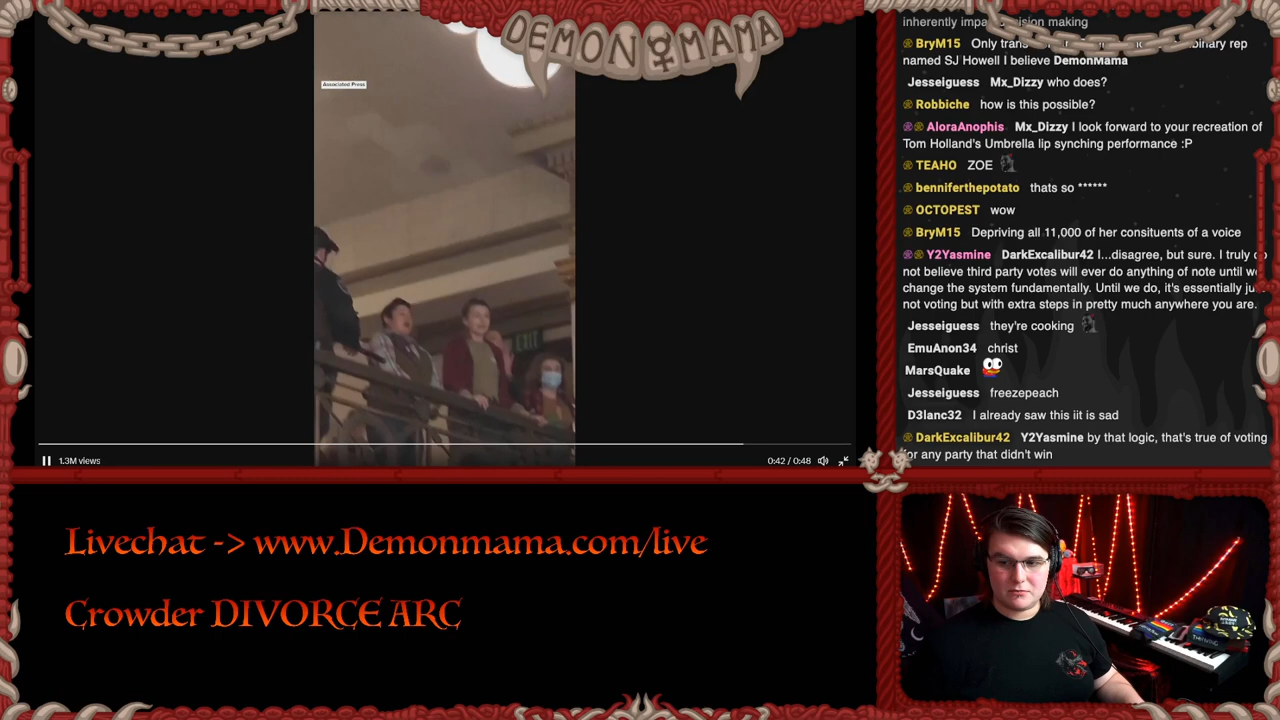 DEMON MAMA
Associated Press
EXIT
1.3M views
0:42 / 0:48
inherently
making
BryM15 Only
rep
named SJ Howell I believe DemonMama
Jesseiguess Mx_Dizzy who does?
Robbiche how is this possible?
AloraAnophis Mx_Dizzy I look forward to your recreation of
Tom Holland's Umbrella lip synching performance :P
TEAHO ZOE
benniferthepotato thats so ******
OCTOPEST wow
BryM15 Depriving all 11,000 of her consituents of a voice
Y2Yasmine DarkExcalibur42 I...disagree, but sure. I truly
not believe third party votes will ever do anything of note until
change the system fundamentally. Until we do, it's essentially
not voting but with extra steps in pretty much anywhere you are.
Jesseiguess they're cooking
EmuAnon34 christ
MarsQuake
Jesseiguess freezepeach
D3lanc32 I already saw this iit is sad
DarkExcalibur42 Y2Yasmine by that logic, that's true of voting
for any party that didn't win
Livechat -> www.Demonmama.com/live
Crowder DIVORCE ARC